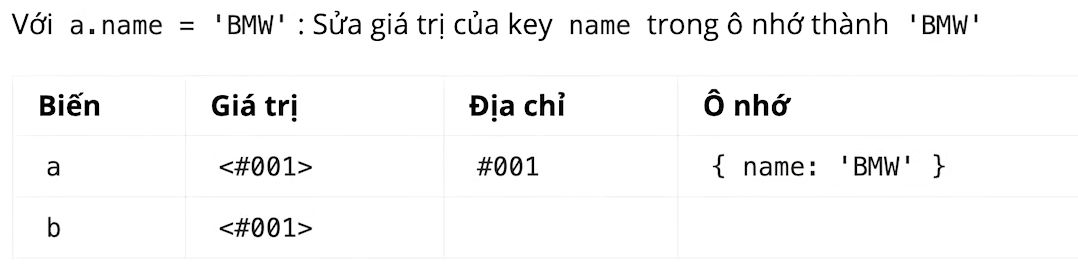 Với a.name = 'BMW' : Sửa giá trị của key name trong ô nhớ thành 'BMW'
Biến Giá trị Địa chỉ Ô nhớ
a <#001> #001 { name: 'BMW' }
b <#001>